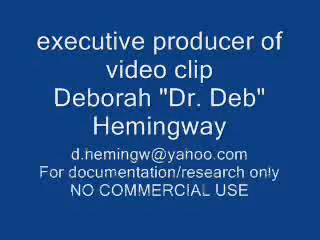 executive producer of
video clip
Deborah "Dr. Deb"
Hemingway
d.hemingw@yahoo.com
For documentation/research only
NO COMMERCIAL USE